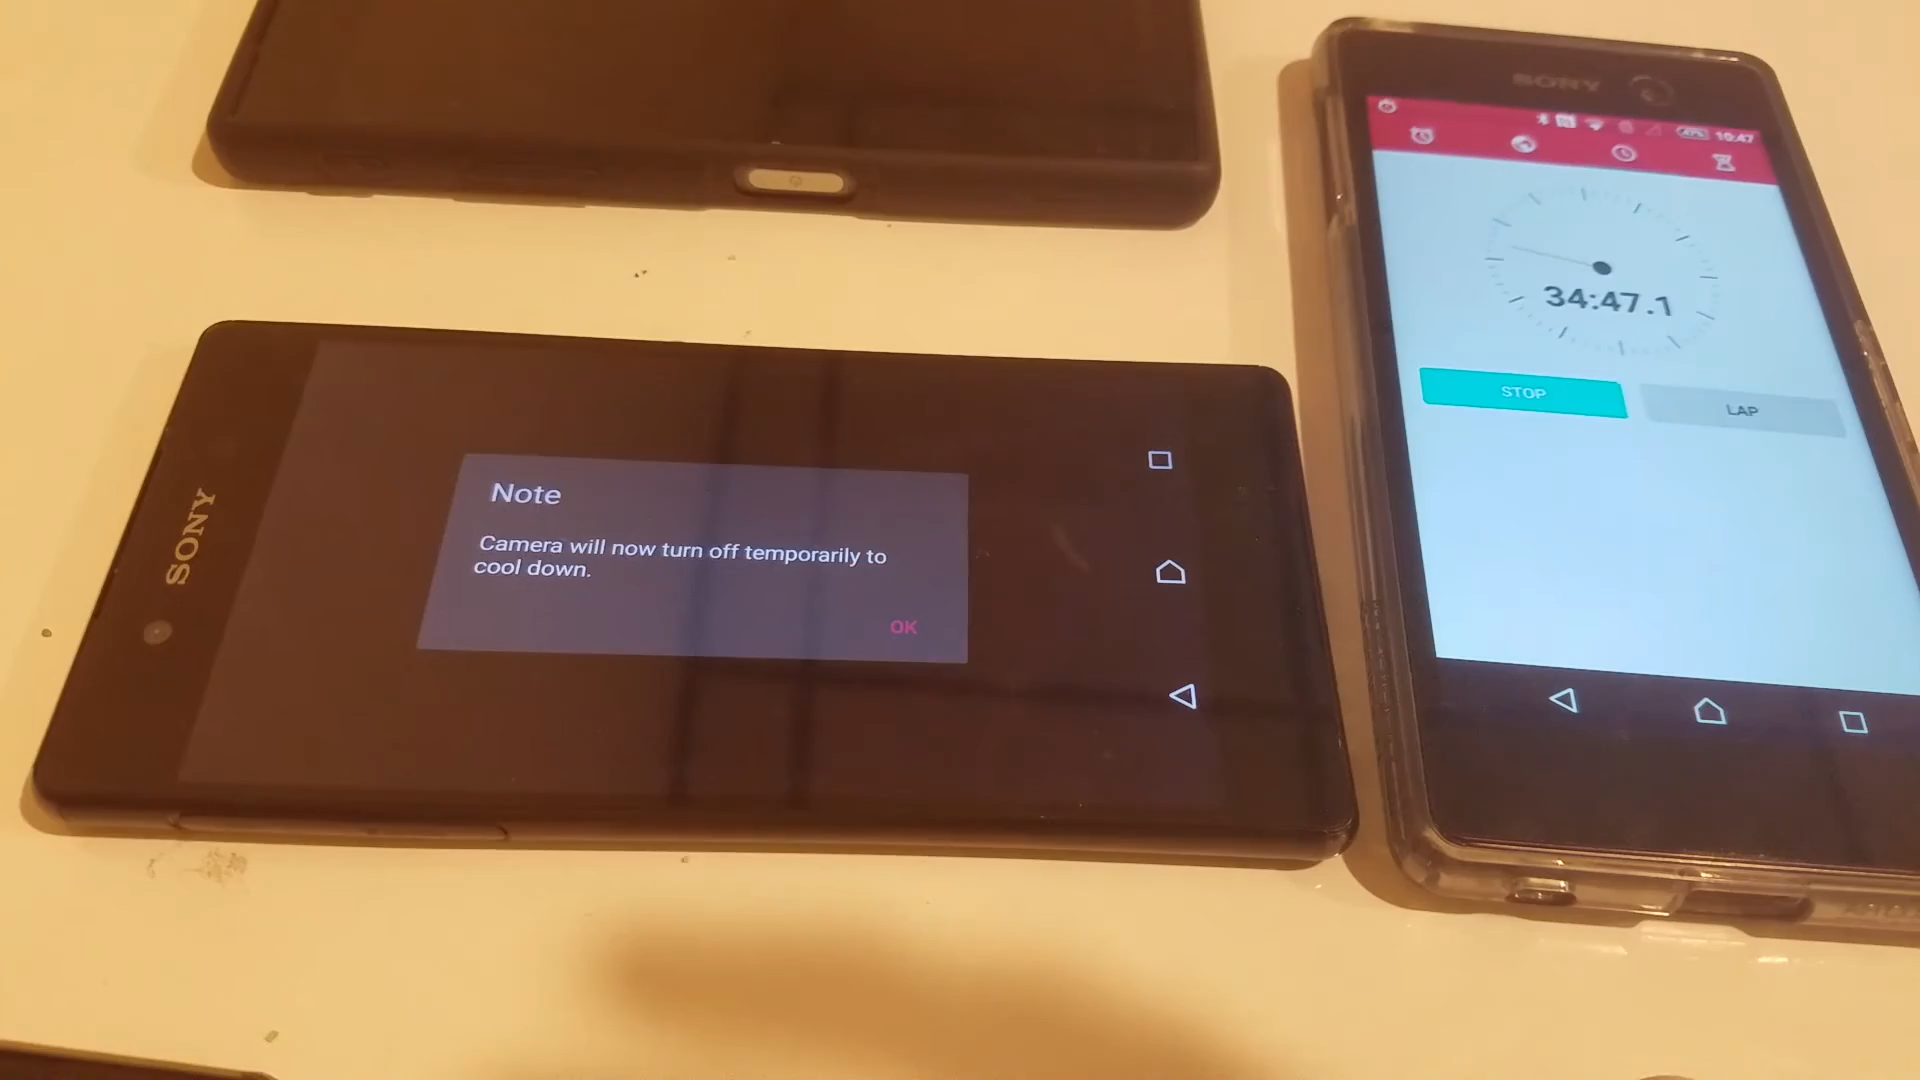 SONY
Note
Camera will now turn off temporarily to
cool down.
OK
SONY
47% 10:47
34:47.1
STOP
LAP